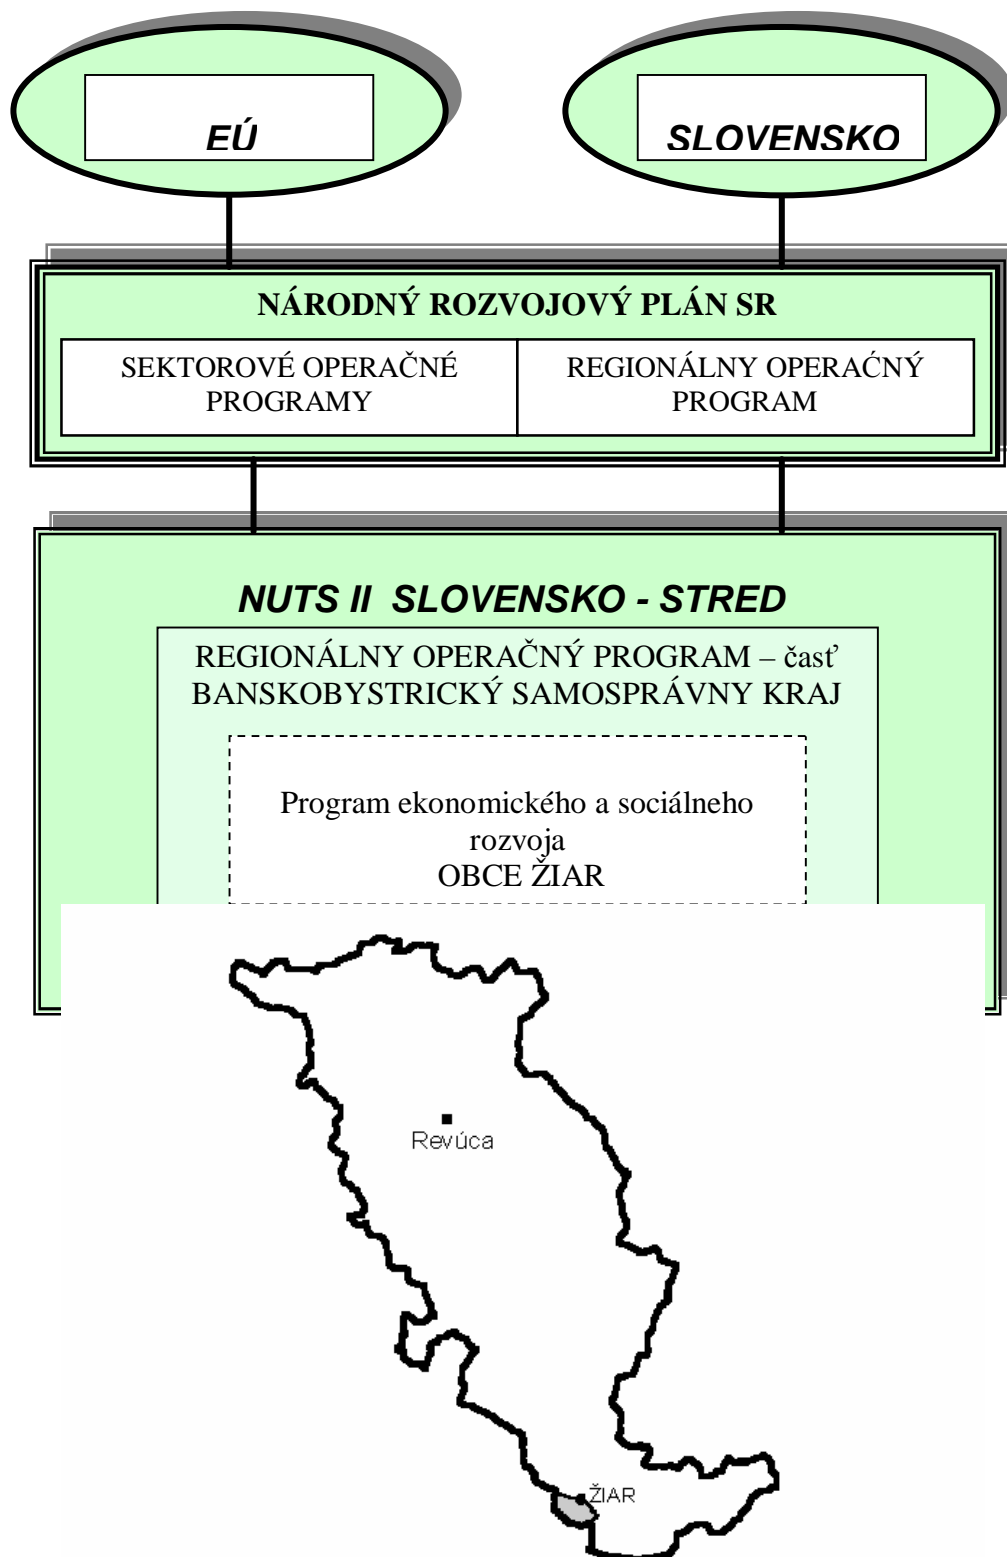 EÚ
SLOVENSKO
NÁRODNÝ ROZVOJOVÝ PLÁN SR
SEKTOROVÉ OPERAČNÉ
PROGRAMY
REGIONÁLNY OPERAĆNÝ
PROGRAM
NUTS II SLOVENSKO - STRED
REGIONÁLNY OPERAČNÝ PROGRAM – časť
BANSKOBYSTRICKÝ SAMOSPRÁVNY KRAJ
Program ekonomického a sociálneho
rozvoja
OBCE ŽIAR
Revúca
ŽIAR